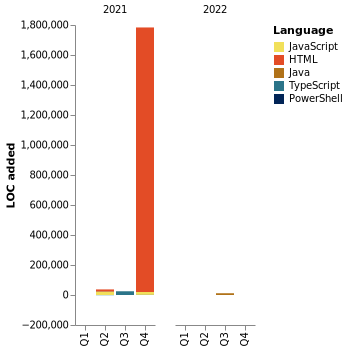 2021
2022
LOC added
1,800,000
1,600,000
1,400,000
1,200,000
1,000,000
800,000
600,000
400,000
200,000
0
−200,000
Q1
Q2
Q3
Q4
Q1
Q2
Q3
Q4
Language
JavaScript
HTML
Java
TypeScript
PowerShell